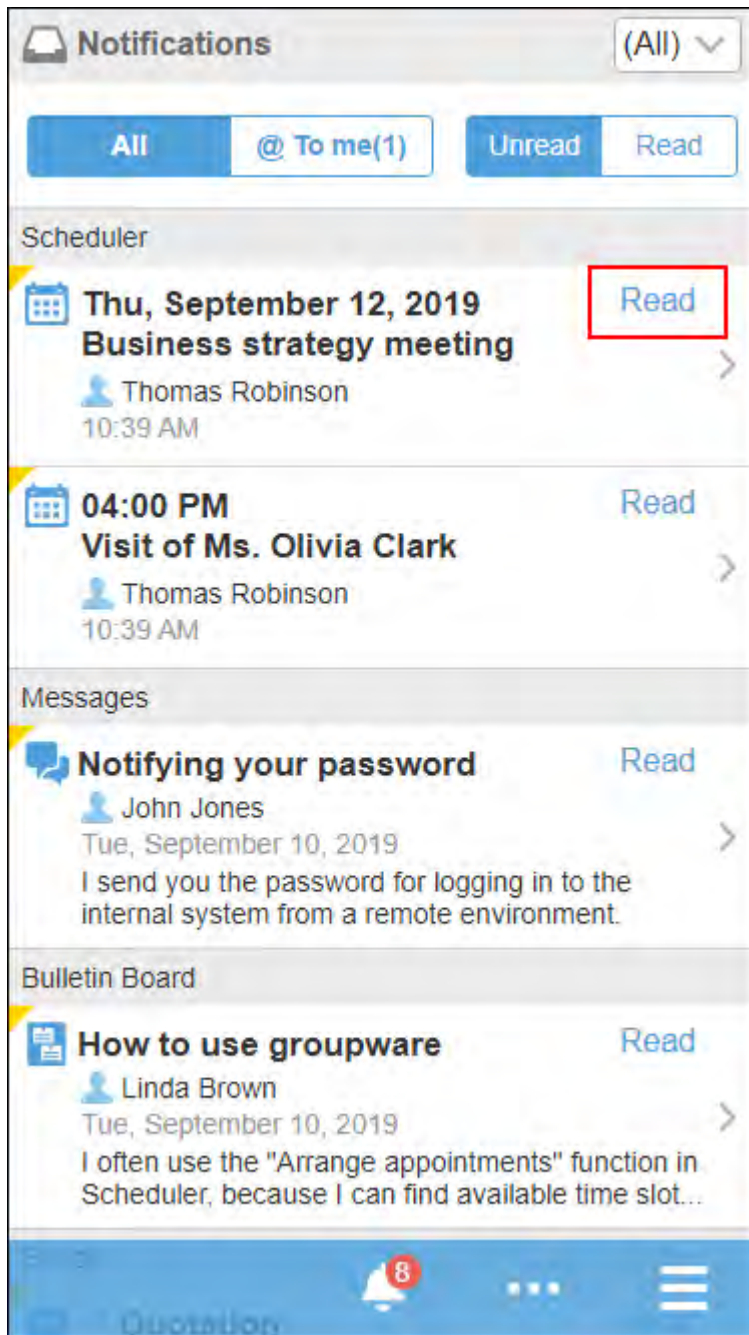 Notifications (All)
All @ To me(1) Unread Read
Scheduler
Thu, September 12, 2019 Read
Business strategy meeting
Thomas Robinson
10:39 AM
04:00 PM Read
Visit of Ms. Olivia Clark
Thomas Robinson
10:39 AM
Messages
Notifying your password Read
John Jones
Tue, September 10, 2019
I send you the password for logging in to the
internal system from a remote environment.
Bulletin Board
How to use groupware Read
Linda Brown
Tue, September 10, 2019
I often use the "Arrange appointments" function in
Scheduler, because I can find available time slot...
8
Quotation